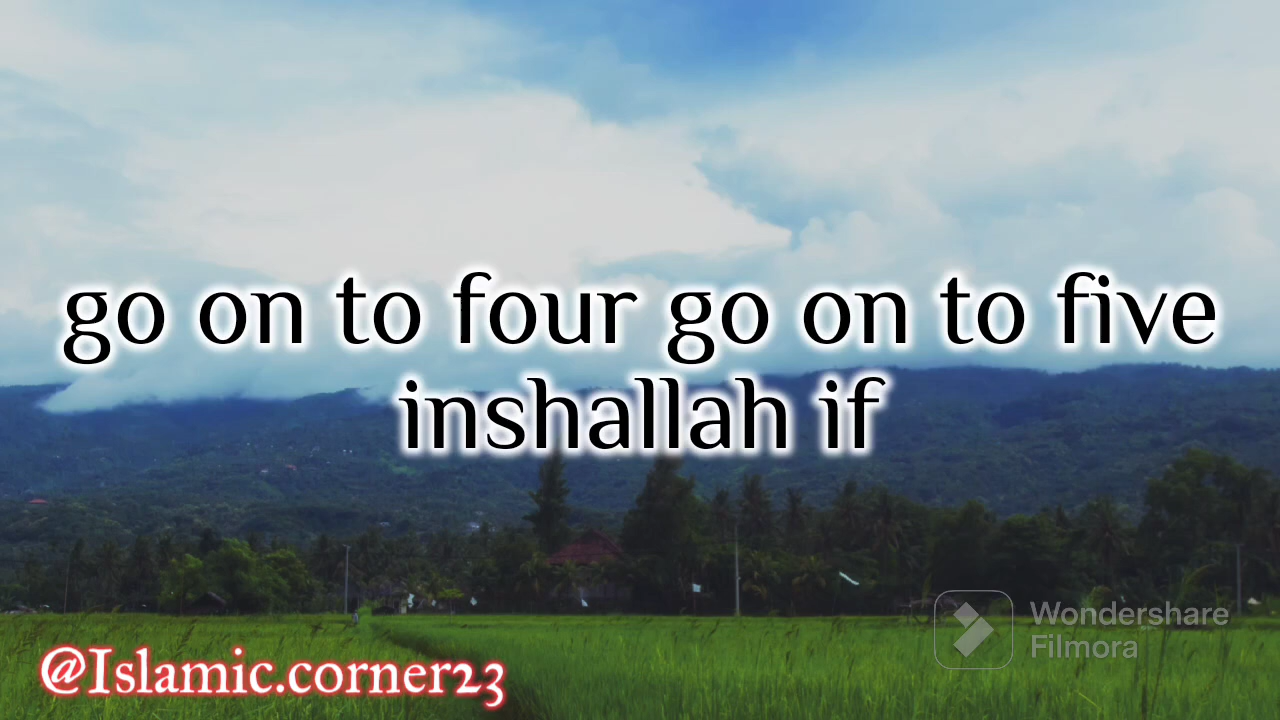 go on to four go on to five
inshallah if
Wondershare
Filmora
@Islamic.corner23